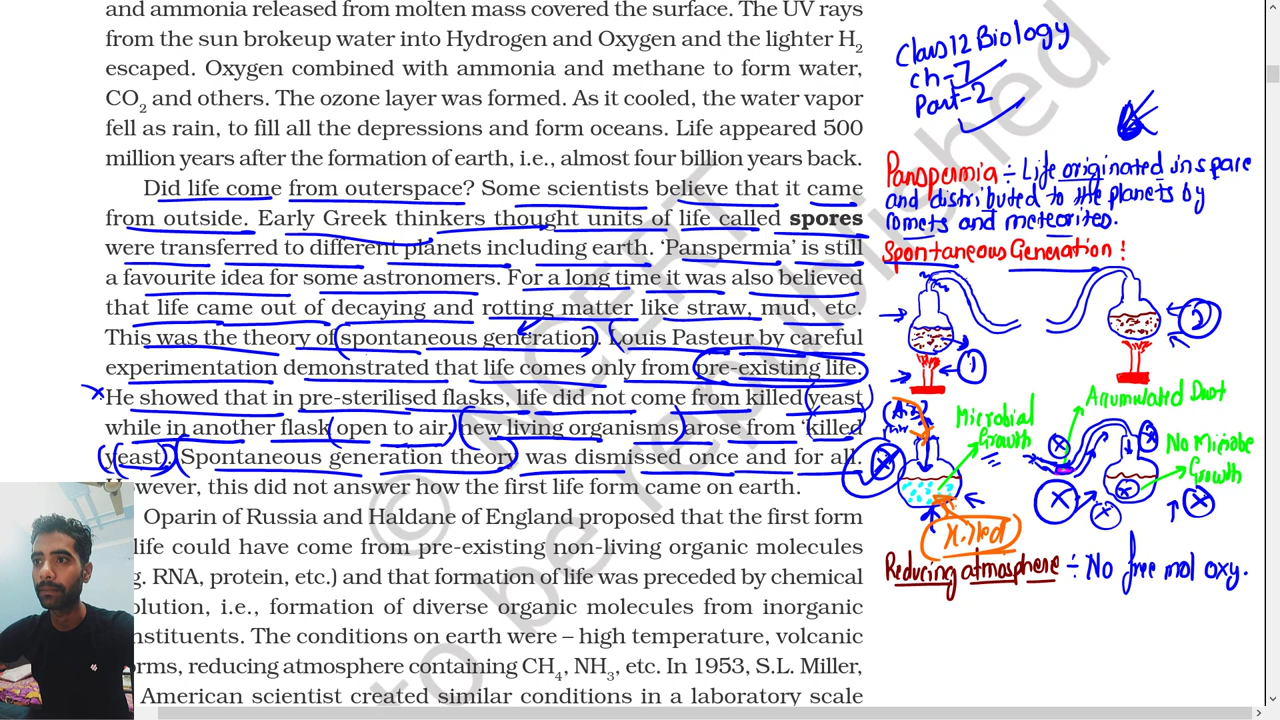 and ammonia released from molten mass covered the surface. The UV rays
from the sun brokeup water into Hydrogen and Oxygen and the lighter H2
escaped. Oxygen combined with ammonia and methane to form water,
CO2 and others. The ozone layer was formed. As it cooled, the water vapor
fell as rain, to fill all the depressions and form oceans. Life appeared 500
million years after the formation of earth, i.e., almost four billion years back.
Did life come from outerspace? Some scientists believe that it came
from outside. Early Greek thinkers thought units of life called spores
were transferred to different planets including earth. ‘Panspermia’ is still
a favourite idea for some astronomers. For a long time it was also believed
that life came out of decaying and rotting matter like straw, mud, etc.
This was the theory of spontaneous generation. Louis Pasteur by careful
experimentation demonstrated that life comes only from pre-existing life.
He showed that in pre-sterilised flasks, life did not come from killed yeast
while in another flask open to air, new living organisms arose from ‘killed
yeast’. Spontaneous generation theory was dismissed once and for all.
However, this did not answer how the first life form came on earth.
Oparin of Russia and Haldane of England proposed that the first form
life could have come from pre-existing non-living organic molecules
g. RNA, protein, etc.) and that formation of life was preceded by chemical
olution, i.e., formation of diverse organic molecules from inorganic
nstituents. The conditions on earth were – high temperature, volcanic
orms, reducing atmosphere containing CH4, NH3, etc. In 1953, S.L. Miller,
American scientist created similar conditions in a laboratory scale
© NCERT
to be republished
Class 12 Biology
Ch-7
Part-2
Panspermia ÷ Life originated in space
and distributed to the planets by
Comets and meteorites.
Spontaneous Generation :
1
2
Air
Microbial
Growth
Accumulated Dust
No Microbe
Growth
Reducing atmosphere ÷ No free mol oxy.